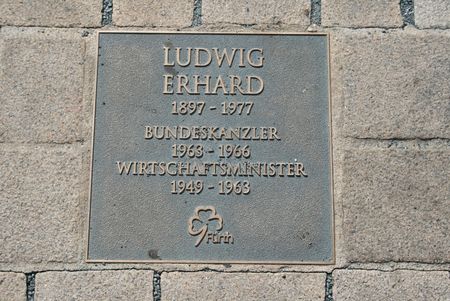 LUDWIG
ERHARD
1897 - 1977
BUNDESKANZLER
1963 - 1966
WIRTSCHAFTSMINISTER
1949 - 1963
Fürth